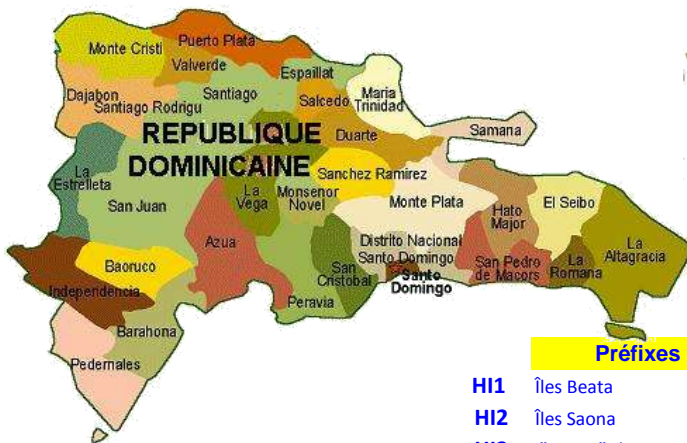 Monte Cristi
Puerto Plata
Valverde
Espaillat
Maria
Trinidad
Dajabon
Santiago Rodrigu
Santiago
Salcedo
REPUBLIQUE
DOMINICAINE
Duarte
Samana
La
Estrelleta
San Juan
La
Vega
Monsenor
Novel
Sanchez Ramirez
Monte Plata
Hato
Major
El Seibo
La
Altagracia
Azua
Baoruco
Independencia
San
Cristobal
Distrito Nacional
Santo Domingo
Santo
Domingo
San Pedro
de Macors
La
Romana
Peravia
Barahona
Pedernales
Préfixes
HI1 Îles Beata
HI2 Îles Saona